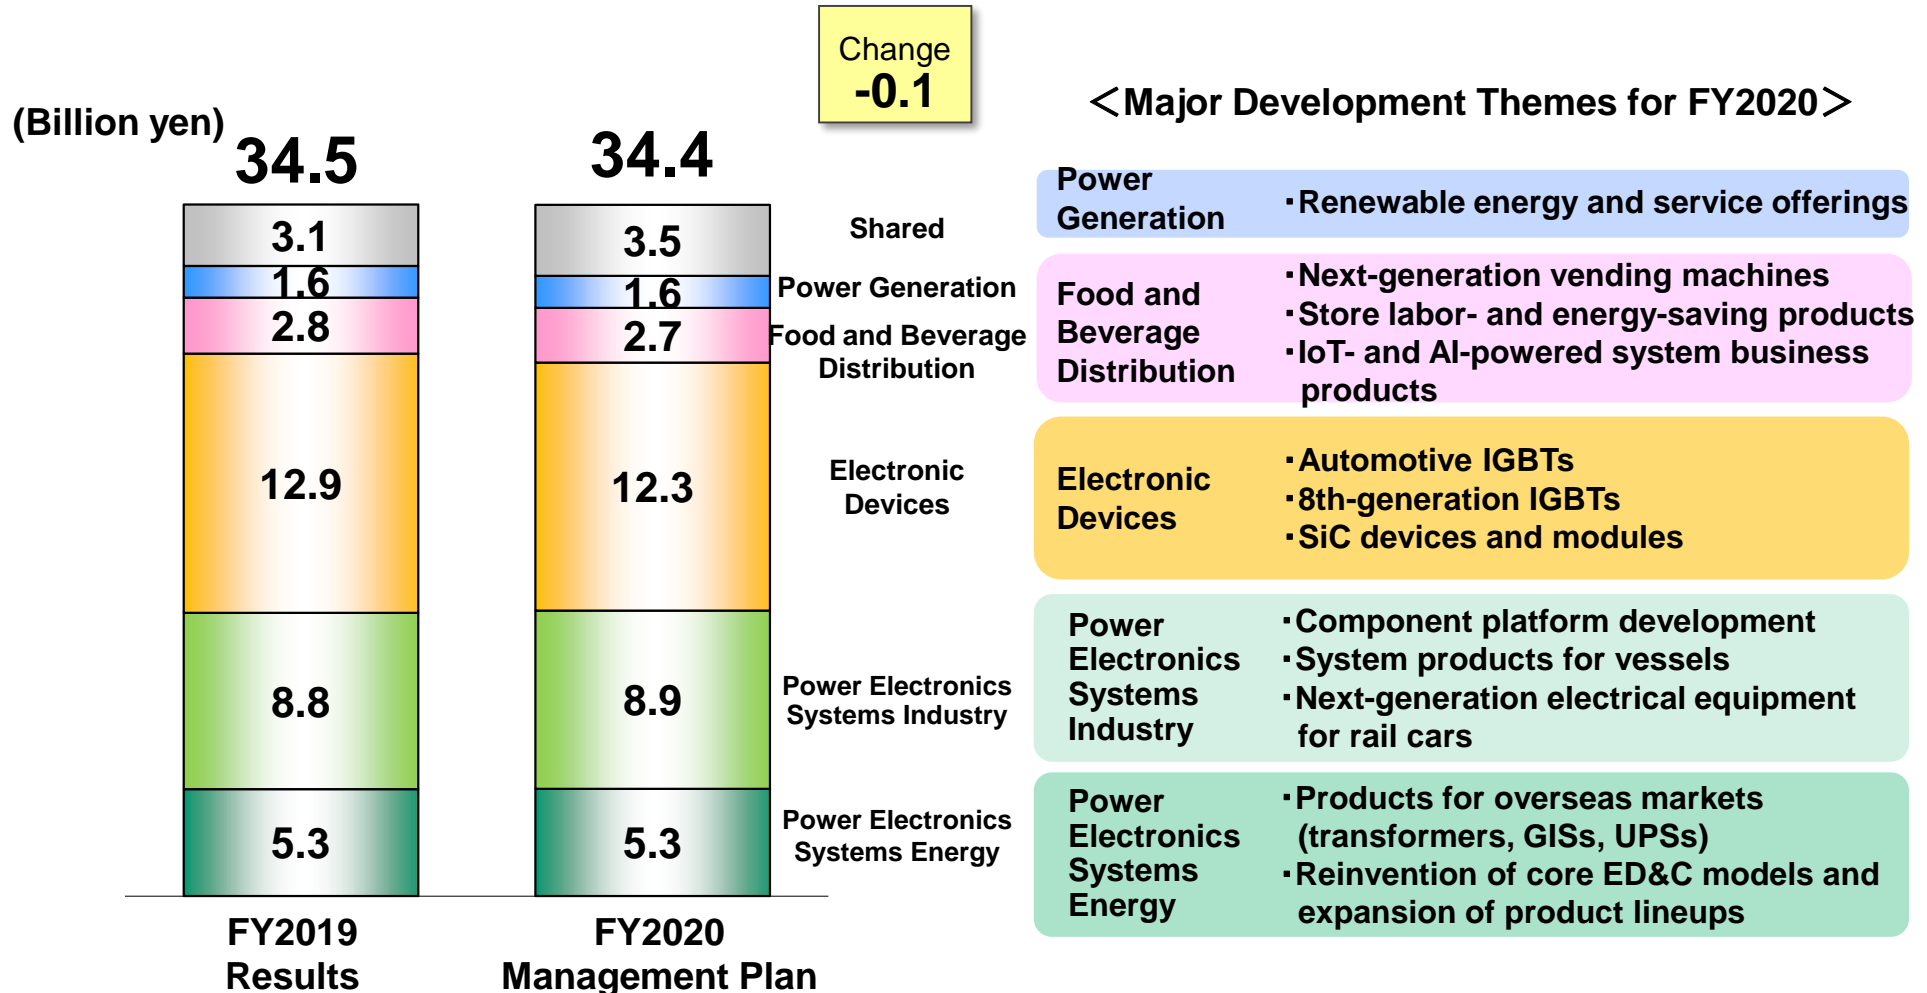 Change
-0.1
(Billion yen)
34.5
34.4
3.1
1.6
2.8
12.9
8.8
5.3
3.5
1.6
2.7
12.3
8.9
5.3
Shared
Power Generation
Food and Beverage
Distribution
Electronic
Devices
Power Electronics
Systems Industry
Power Electronics
Systems Energy
FY2019
Results
FY2020
Management Plan
＜Major Development Themes for FY2020＞
Power
Generation
・Renewable energy and service offerings
Food and
Beverage
Distribution
・Next-generation vending machines
・Store labor- and energy-saving products
・IoT- and AI-powered system business
products
Electronic
Devices
・Automotive IGBTs
・8th-generation IGBTs
・SiC devices and modules
Power
Electronics
Systems
Industry
・Component platform development
・System products for vessels
・Next-generation electrical equipment
for rail cars
Power
Electronics
Systems
Energy
・Products for overseas markets
(transformers, GISs, UPSs)
・Reinvention of core ED&C models and
expansion of product lineups